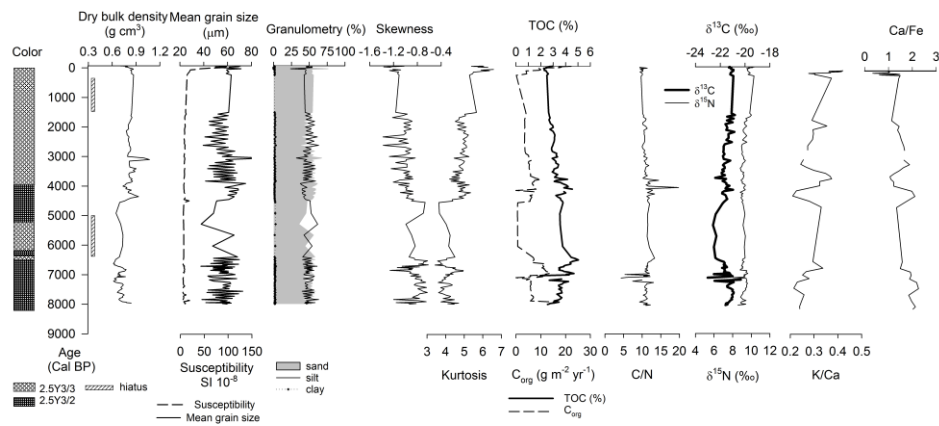 Dry bulk density
(g cm³)
0.3 0.6 0.9 1.2
Mean grain size
(μm)
20 40 60 80
Granulometry (%)
0 25 50 75 100
Skewness
-1.6 -1.2 -0.8 -0.4
TOC (%)
0 1 2 3 4 5 6
δ¹³C (‰)
-24 -22 -20 -18
Ca/Fe
0 1 2 3
Color
0
1000
2000
3000
4000
5000
6000
7000
8000
9000
δ¹³C
δ¹⁵N
Age
(Cal BP)
2.5Y3/3
2.5Y3/2
hiatus
0 50 100 150
Susceptibility
SI 10⁻⁸
Susceptibility
Mean grain size
sand
silt
clay
3 4 5 6 7
Kurtosis
0 10 20 30
C org (g m⁻² yr⁻¹)
TOC (%)
C org
0 5 10 15 20
C/N
4 6 8 10 12
δ¹⁵N (‰)
0.2 0.3 0.4 0.5
K/Ca